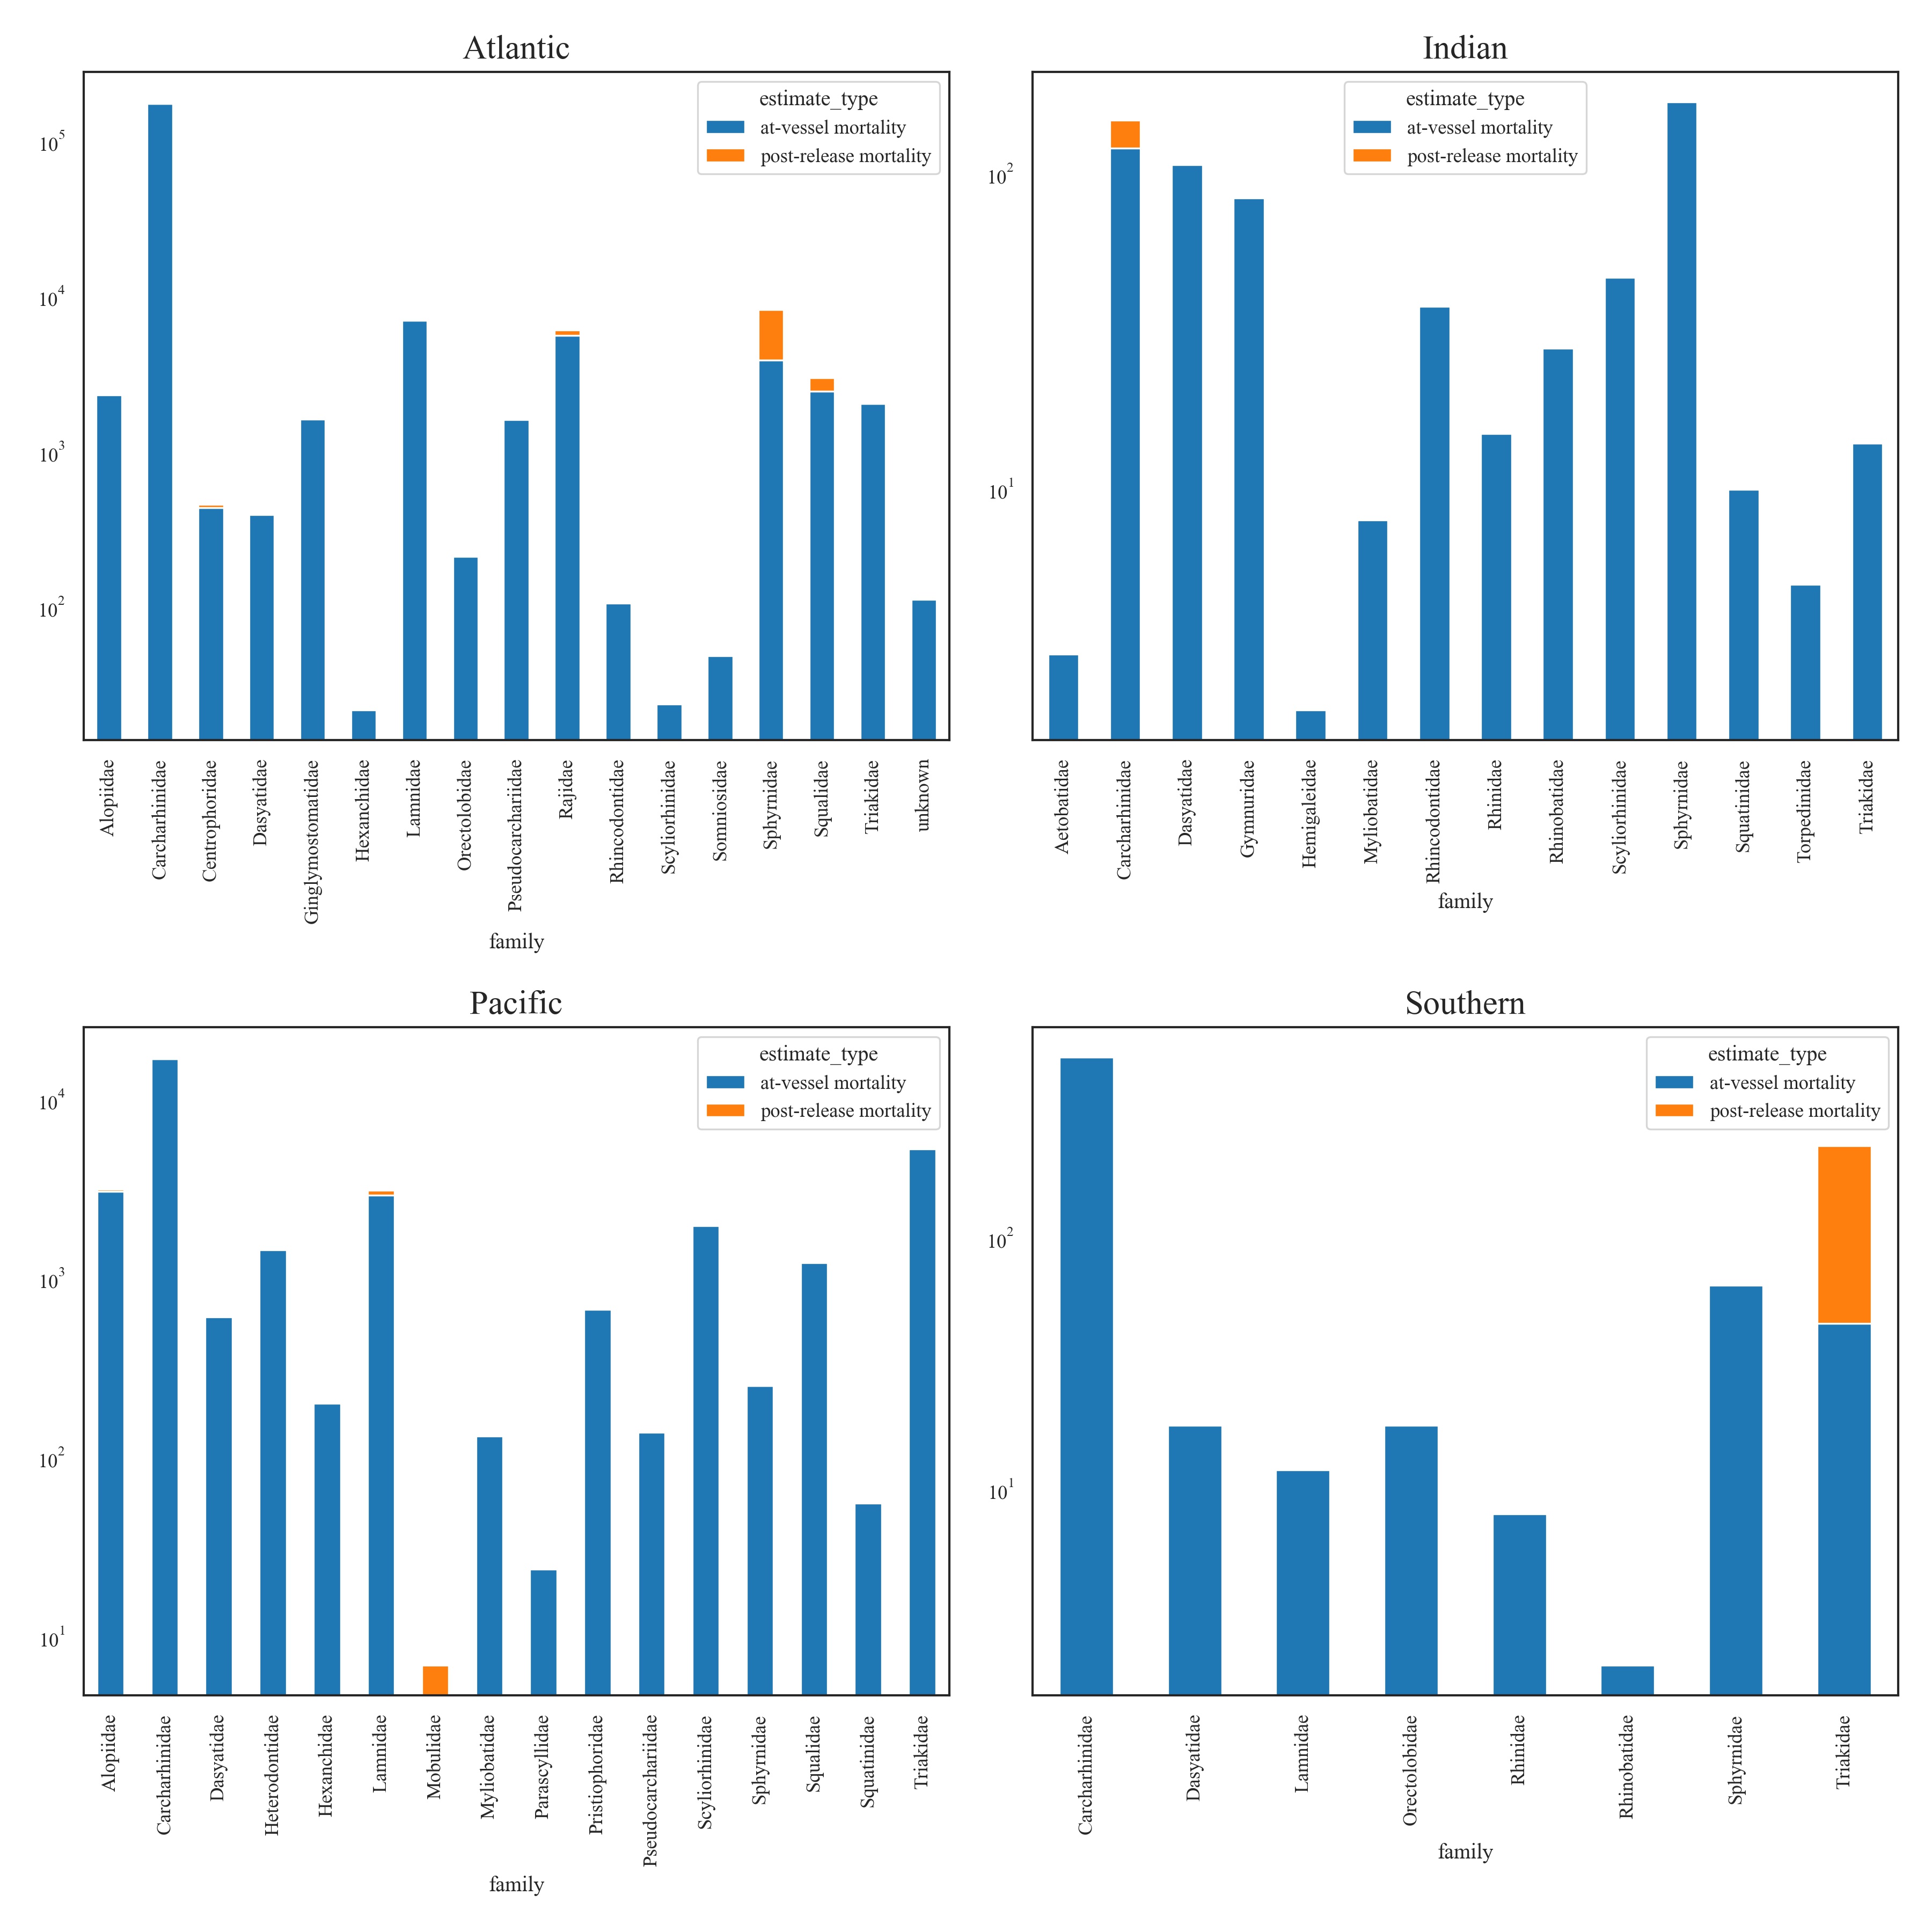 Atlantic
estimate_type
at-vessel mortality
post-release mortality
10^5
10^4
10^3
10^2
Alopiidae
Carcharhinidae
Centrophoridae
Dasyatidae
Ginglymostomatidae
Hexanchidae
Lamnidae
Orectolobidae
Pseudocarchariidae
Rajidae
Rhincodontidae
Scyliorhinidae
Somniosidae
Sphyrnidae
Squalidae
Triakidae
unknown
family
Indian
estimate_type
at-vessel mortality
post-release mortality
10^2
10^1
Aetobatidae
Carcharhinidae
Dasyatidae
Gymnuridae
Hemigaleidae
Myliobatidae
Rhincodontidae
Rhinidae
Rhinobatidae
Scyliorhinidae
Sphyrnidae
Squatinidae
Torpedinidae
Triakidae
family
Pacific
estimate_type
at-vessel mortality
post-release mortality
10^4
10^3
10^2
10^1
Alopiidae
Carcharhinidae
Dasyatidae
Heterodontidae
Hexanchidae
Lamnidae
Mobulidae
Myliobatidae
Parascyllidae
Pristiophoridae
Pseudocarchariidae
Scyliorhinidae
Sphyrnidae
Squalidae
Squatinidae
Triakidae
family
Southern
estimate_type
at-vessel mortality
post-release mortality
10^2
10^1
Carcharhinidae
Dasyatidae
Lamnidae
Orectolobidae
Rhinidae
Rhinobatidae
Sphyrnidae
Triakidae
family